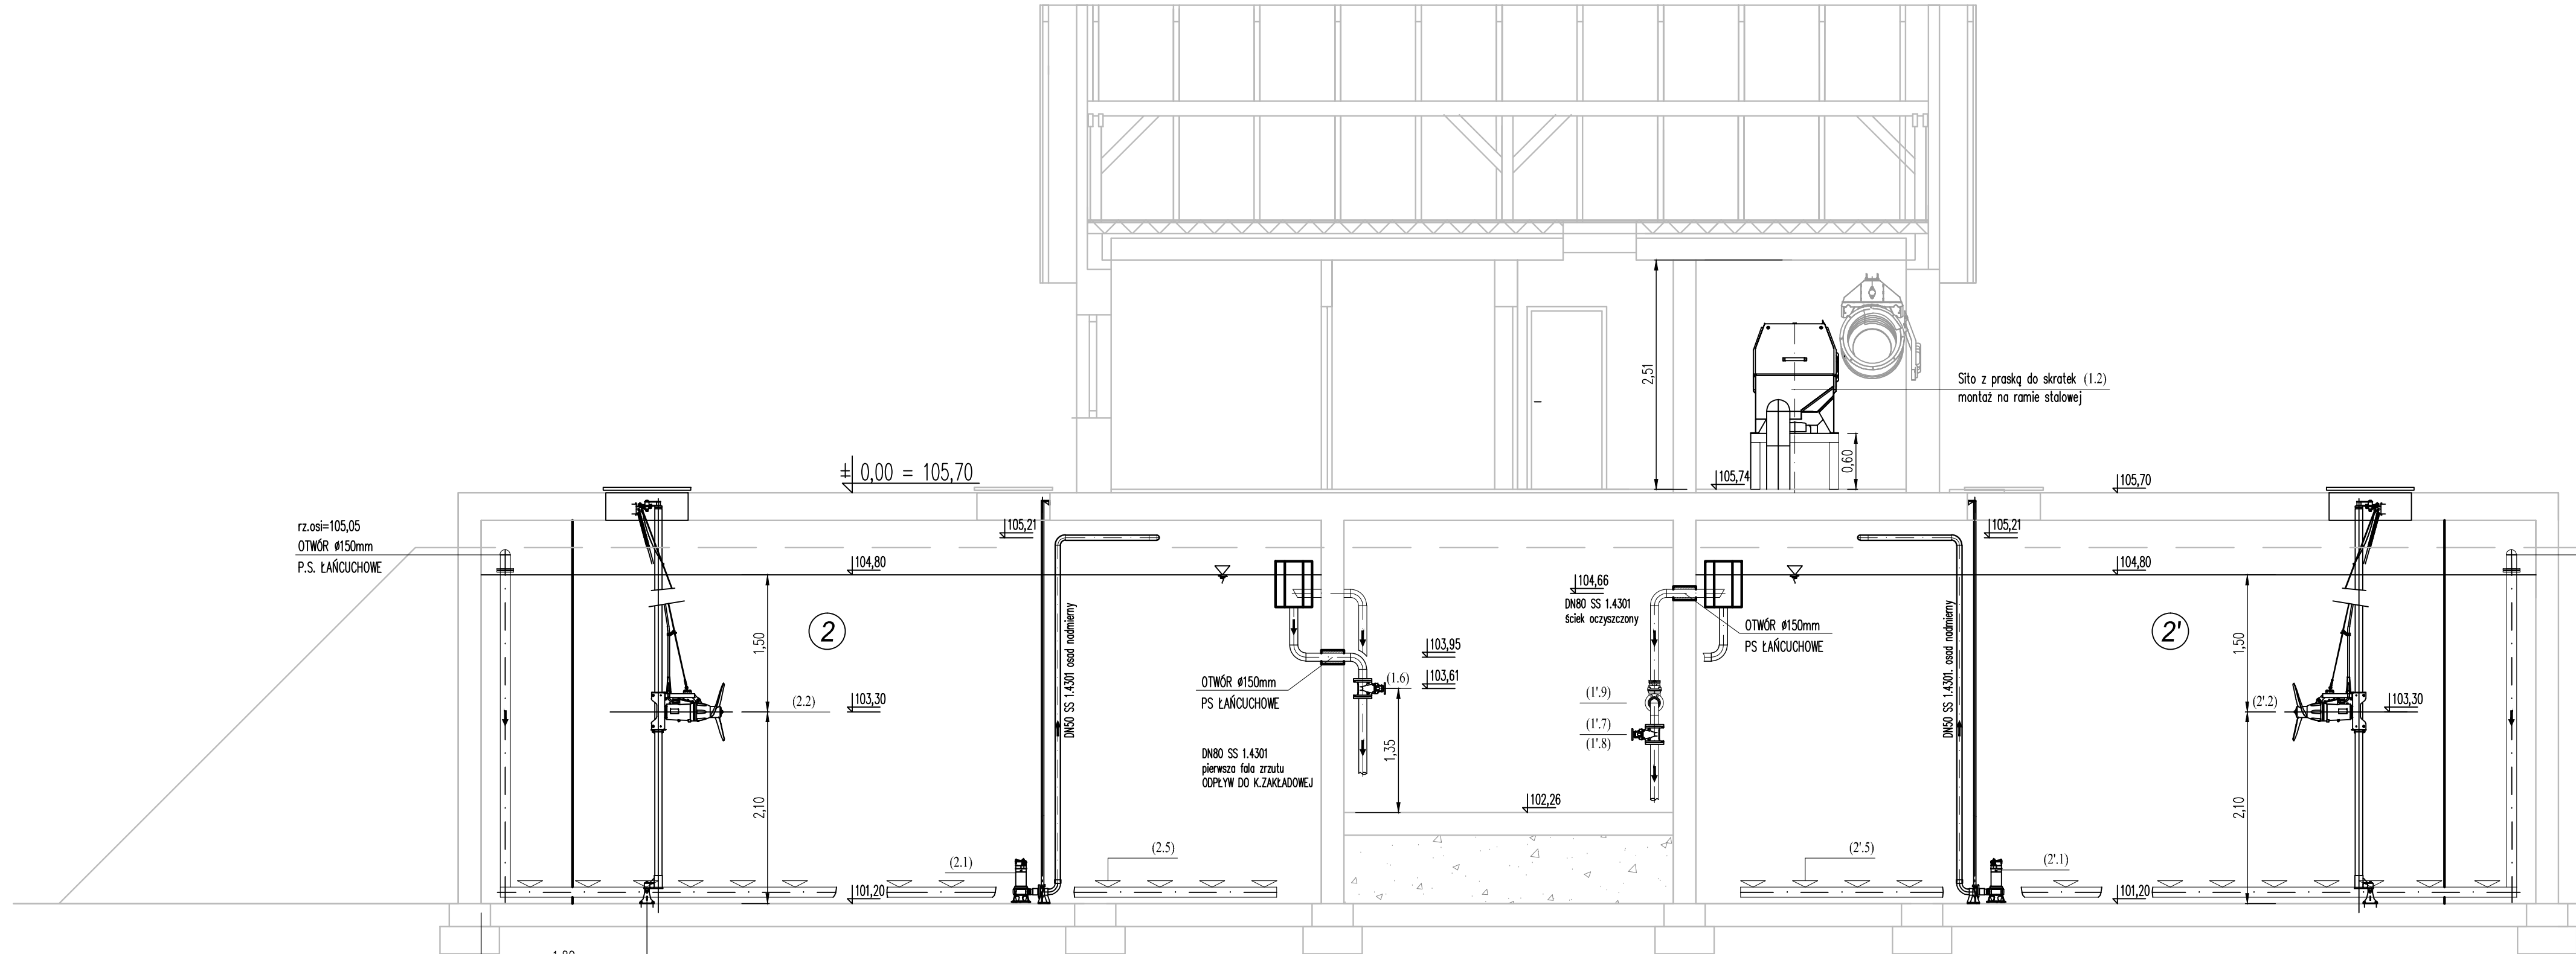 2,51
Sito z praską do skratek (1.2)
montaż na ramie stalowej
0,60
± 0,00 = 105,70
105,74
105,70
rz.osi=105,05
OTWÓR ø150mm
P.S. ŁAŃCUCHOWE
105,21
105,21
104,80
104,80
104,66
DN80 SS 1.4301
ściek oczyszczony
OTWÓR ø150mm
PS ŁAŃCUCHOWE
2
2'
1,50
1,50
DN50 SS 1.4301 osad nadmierny
DN50 SS 1.4301. osad nadmierny
103,95
103,61
(1.6)
OTWÓR ø150mm
PS ŁAŃCUCHOWE
(1'.9)
(1'.7)
(1'.8)
(2.2)
103,30
(2'.2)
103,30
DN80 SS 1.4301
pierwsza fala zrzutu
ODPŁYW DO K.ZAKŁADOWEJ
1,35
2,10
2,10
102,26
(2.1)
(2.5)
(2'.5)
(2'.1)
101,20
101,20